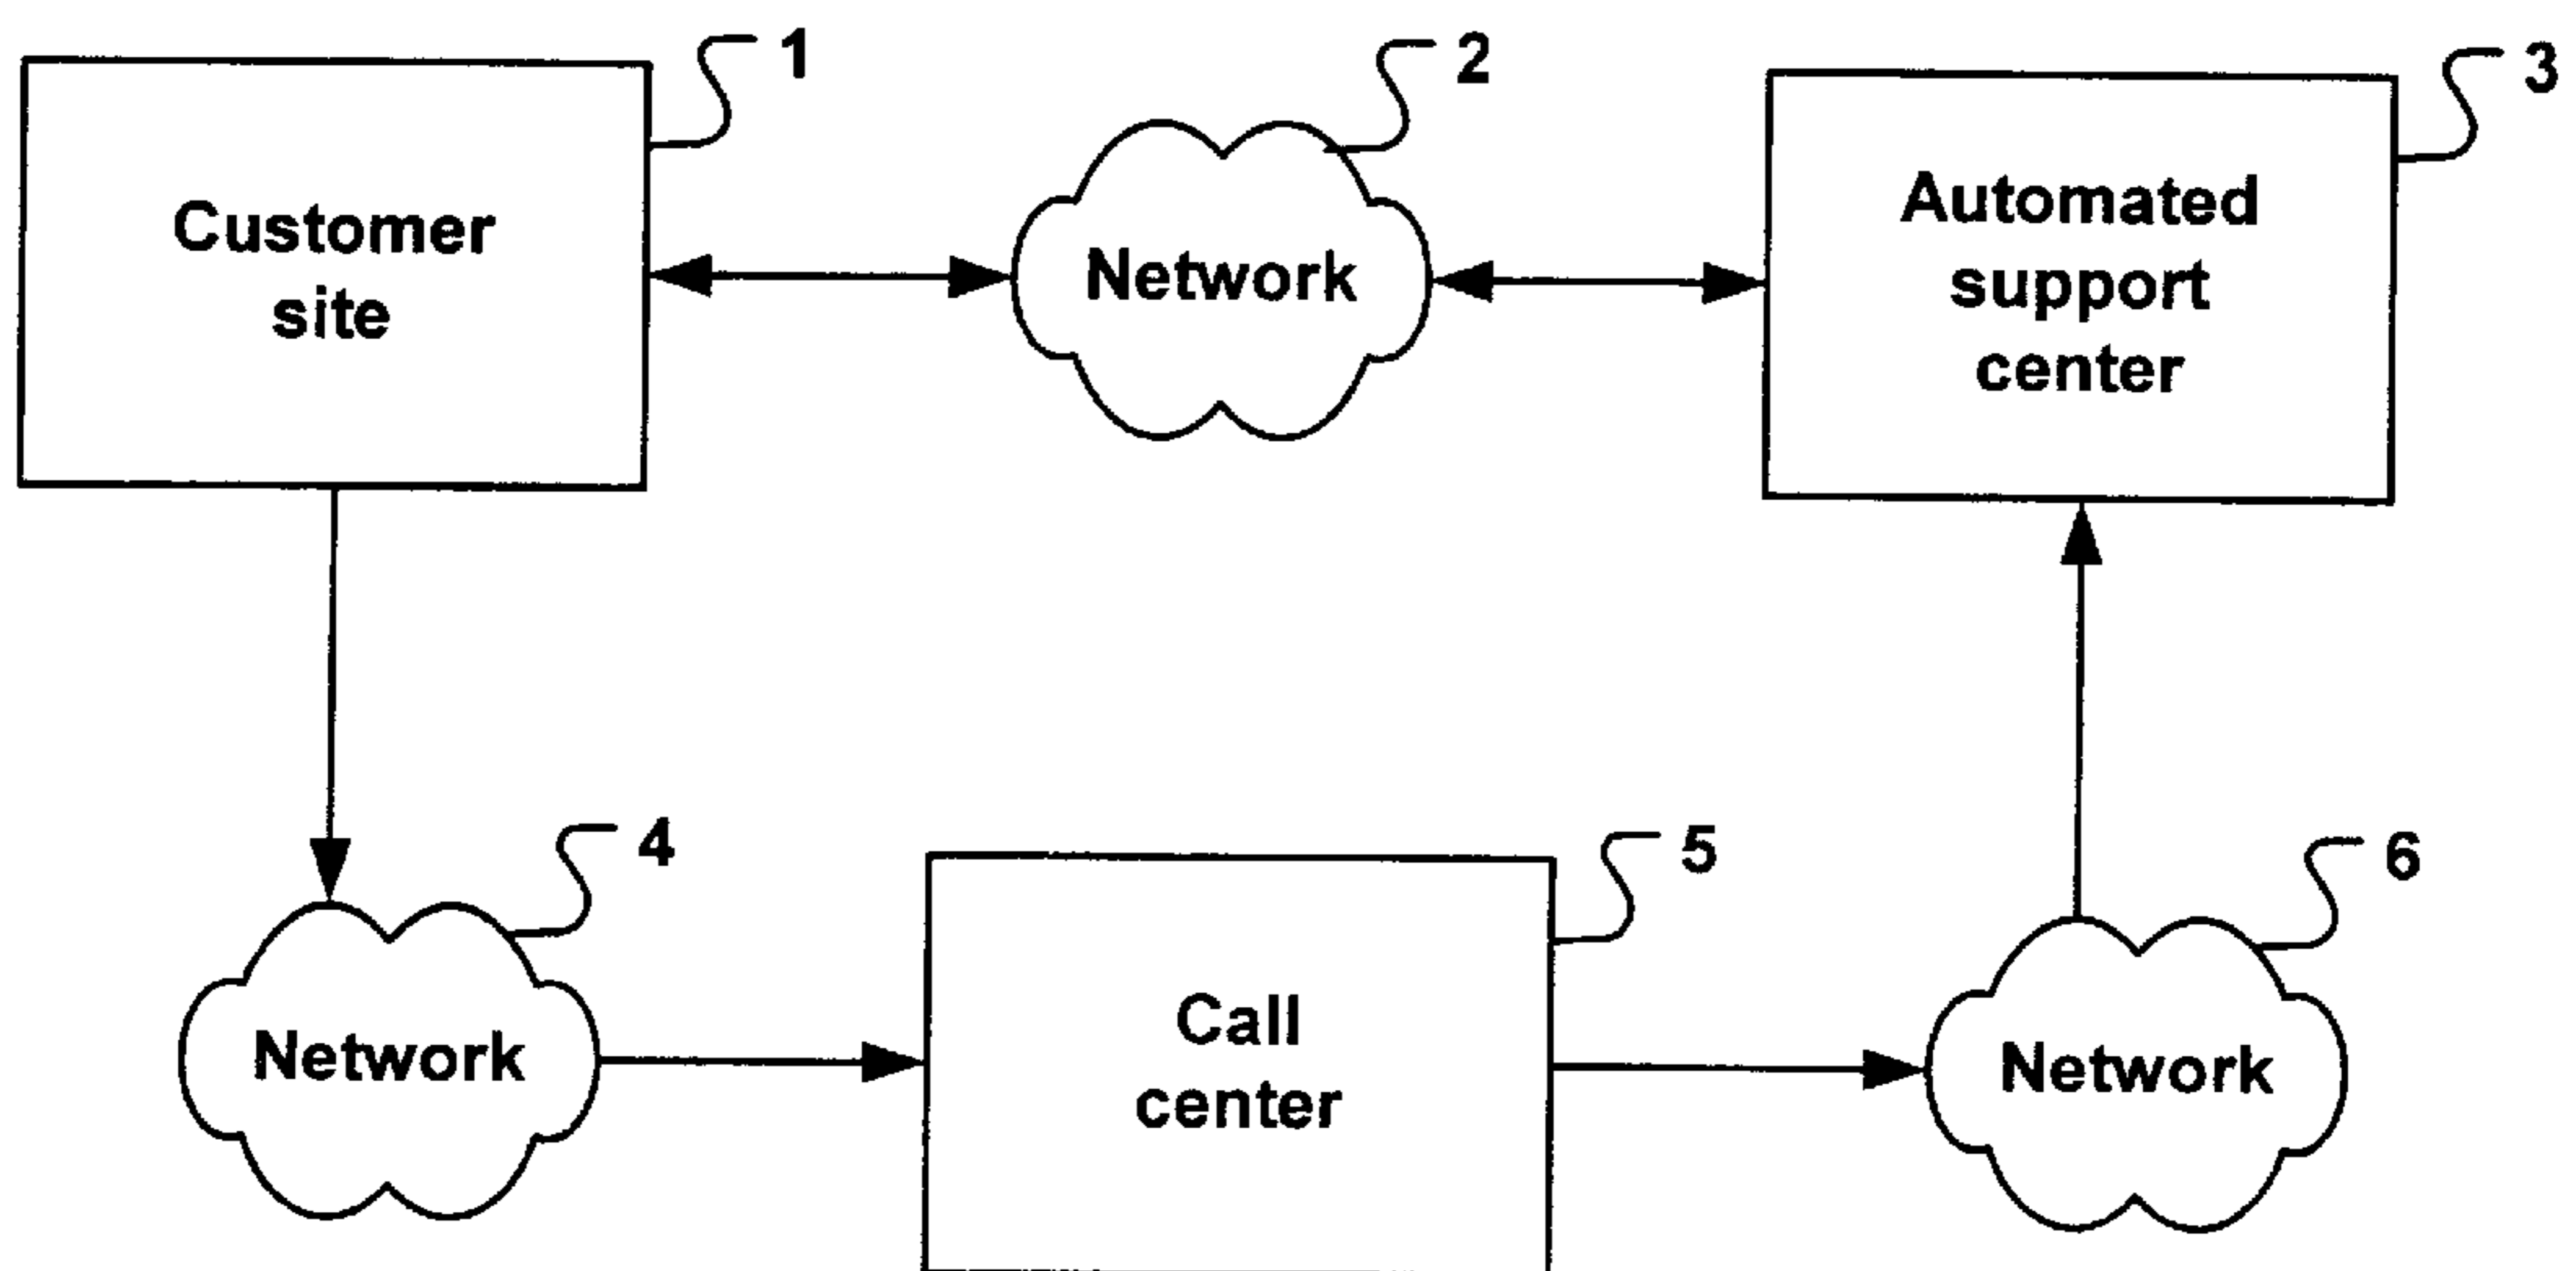 1
2
3
Customer
site
Network
Automated
support
center
4
5
6
Network
Call
center
Network